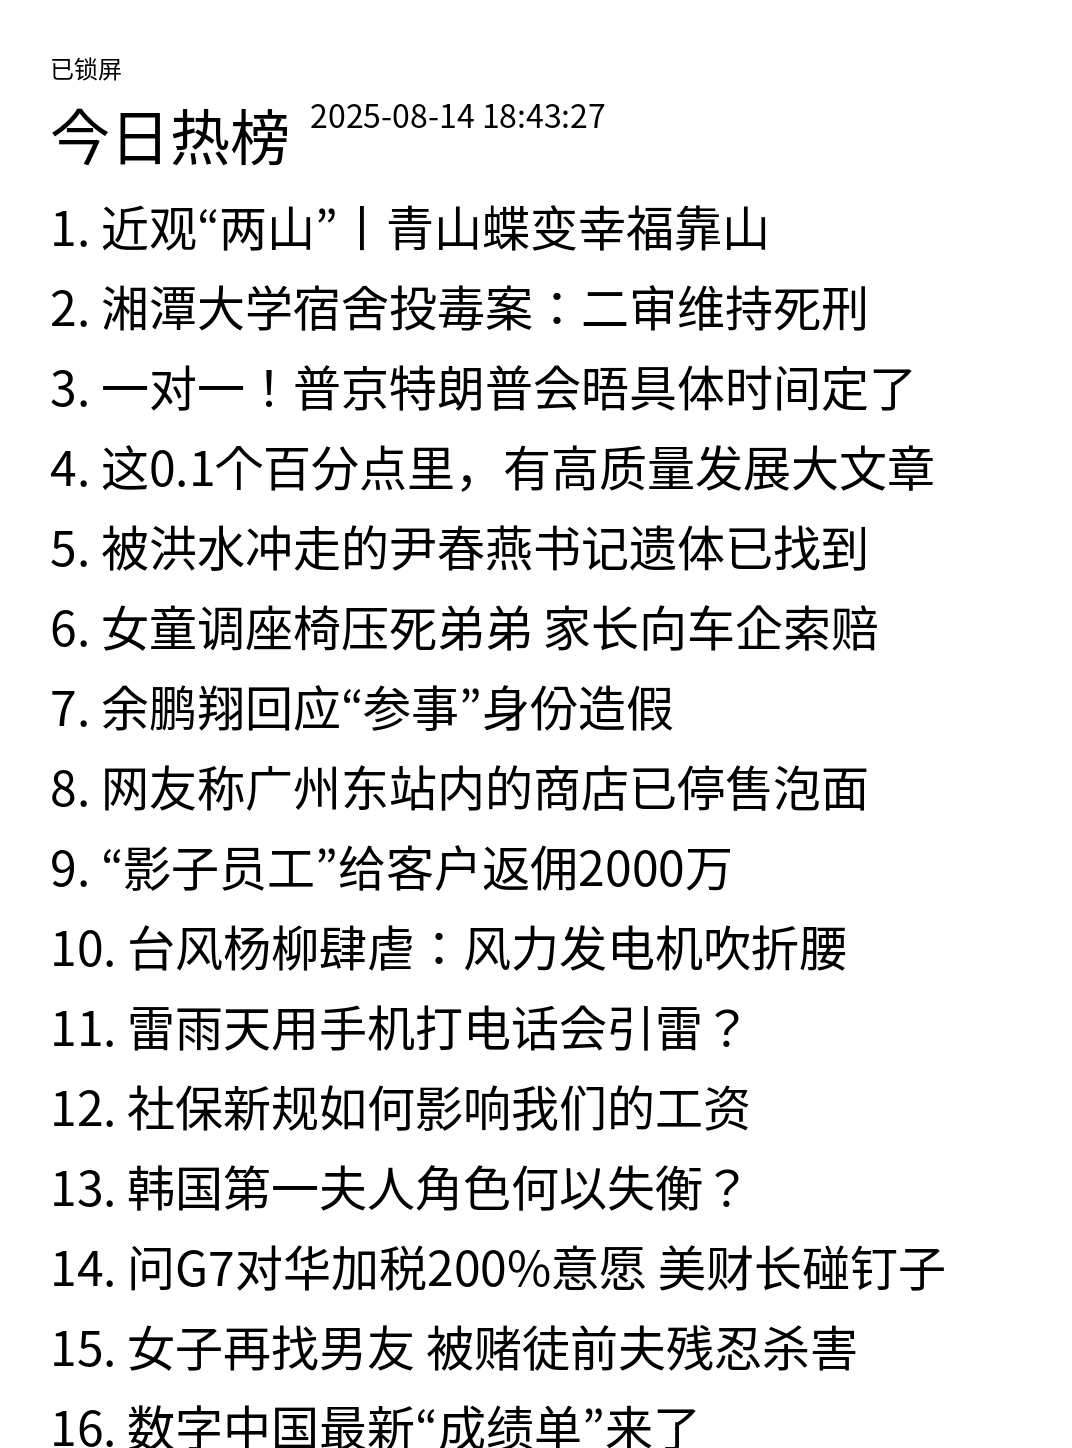 已锁屏
今日热榜 2025-08-14 18:43:27
1. 近观“两山”丨青山蝶变幸福靠山
2. 湘潭大学宿舍投毒案：二审维持死刑
3. 一对一！普京特朗普会晤具体时间定了
4. 这0.1个百分点里，有高质量发展大文章
5. 被洪水冲走的尹春燕书记遗体已找到
6. 女童调座椅压死弟弟 家长向车企索赔
7. 余鹏翔回应“参事”身份造假
8. 网友称广州东站内的商店已停售泡面
9. “影子员工”给客户返佣2000万
10. 台风杨柳肆虐：风力发电机吹折腰
11. 雷雨天用手机打电话会引雷？
12. 社保新规如何影响我们的工资
13. 韩国第一夫人角色何以失衡？
14. 问G7对华加税200%意愿 美财长碰钉子
15. 女子再找男友 被赌徒前夫残忍杀害
16. 数字中国最新“成绩单”来了